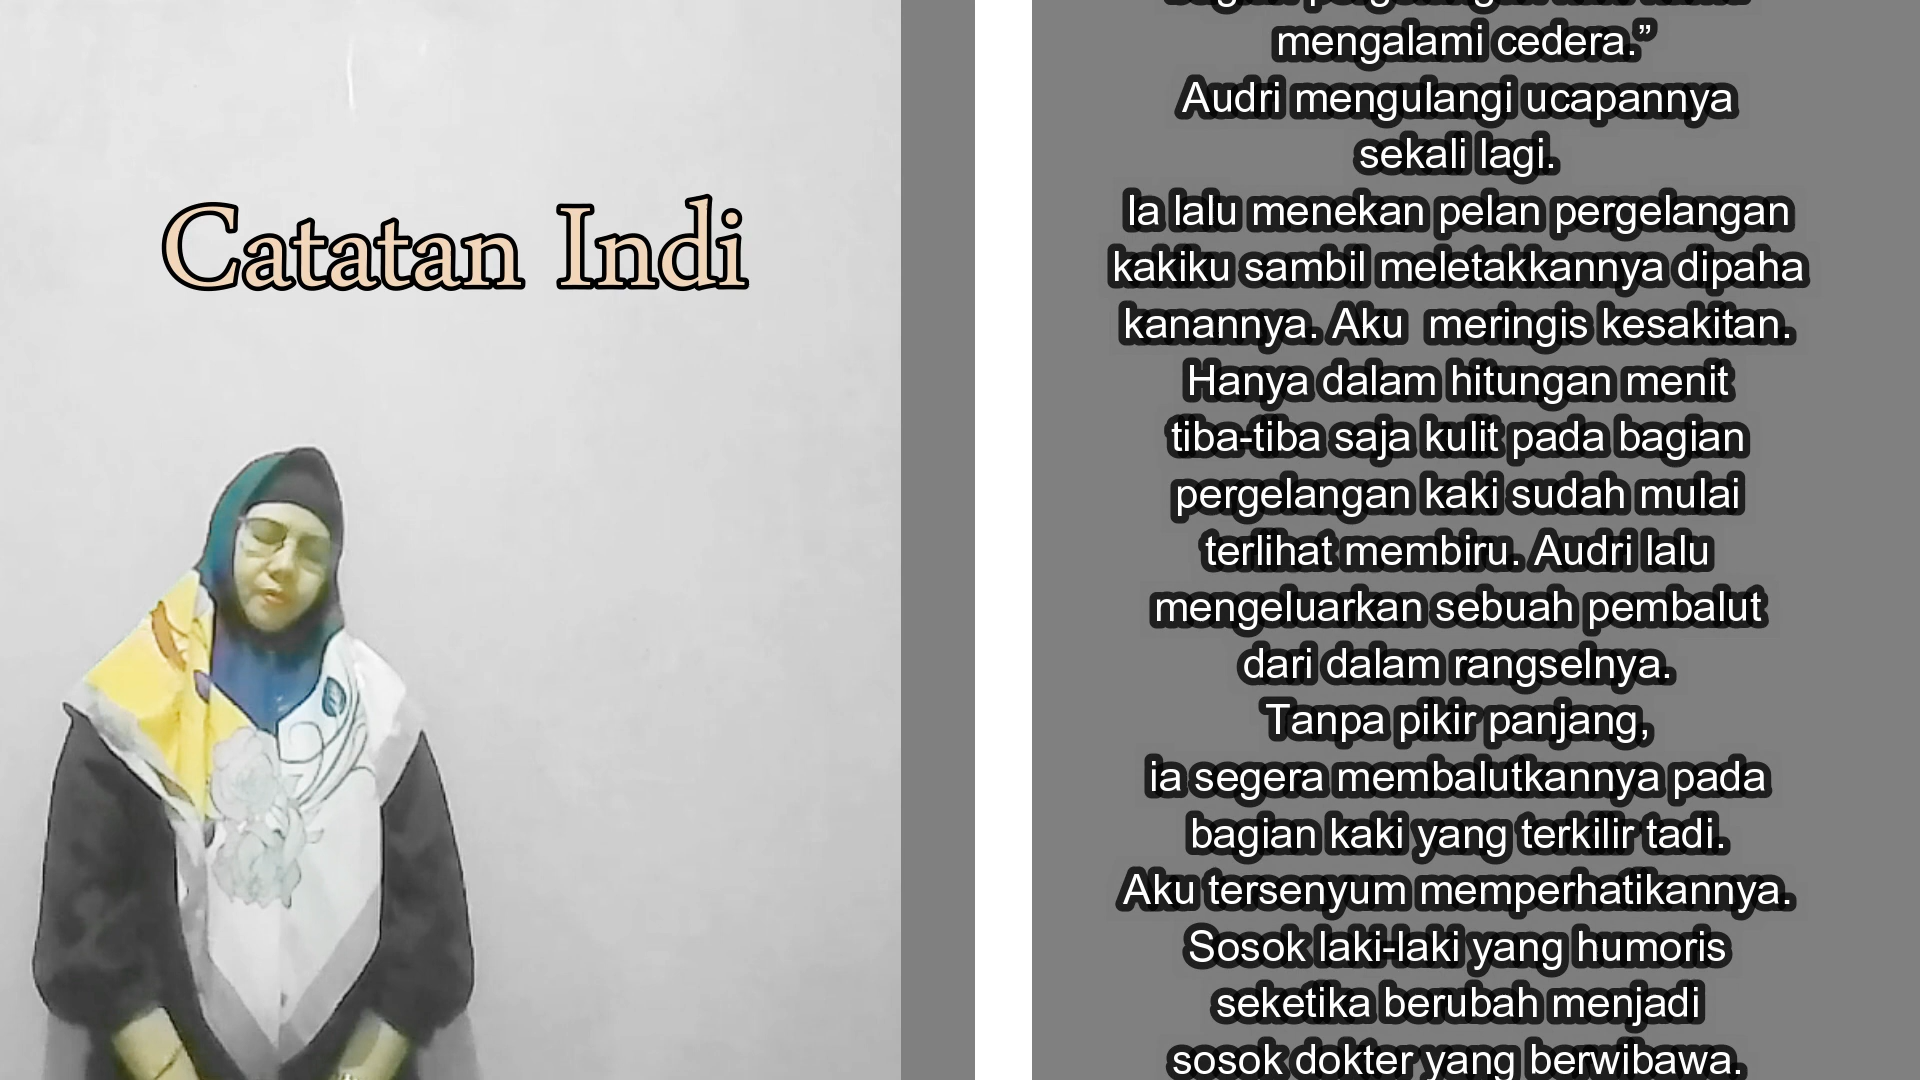 Catatan Indi
mengalami cedera.”
Audri mengulangi ucapannya
sekali lagi.
Ia lalu menekan pelan pergelangan
kakiku sambil meletakkannya dipaha
kanannya. Aku  meringis kesakitan.
Hanya dalam hitungan menit
tiba-tiba saja kulit pada bagian
pergelangan kaki sudah mulai
terlihat membiru. Audri lalu
mengeluarkan sebuah pembalut
dari dalam rangselnya.
Tanpa pikir panjang,
ia segera membalutkannya pada
bagian kaki yang terkilir tadi.
Aku tersenyum memperhatikannya.
Sosok laki-laki yang humoris
seketika berubah menjadi
sosok dokter yang berwibawa.